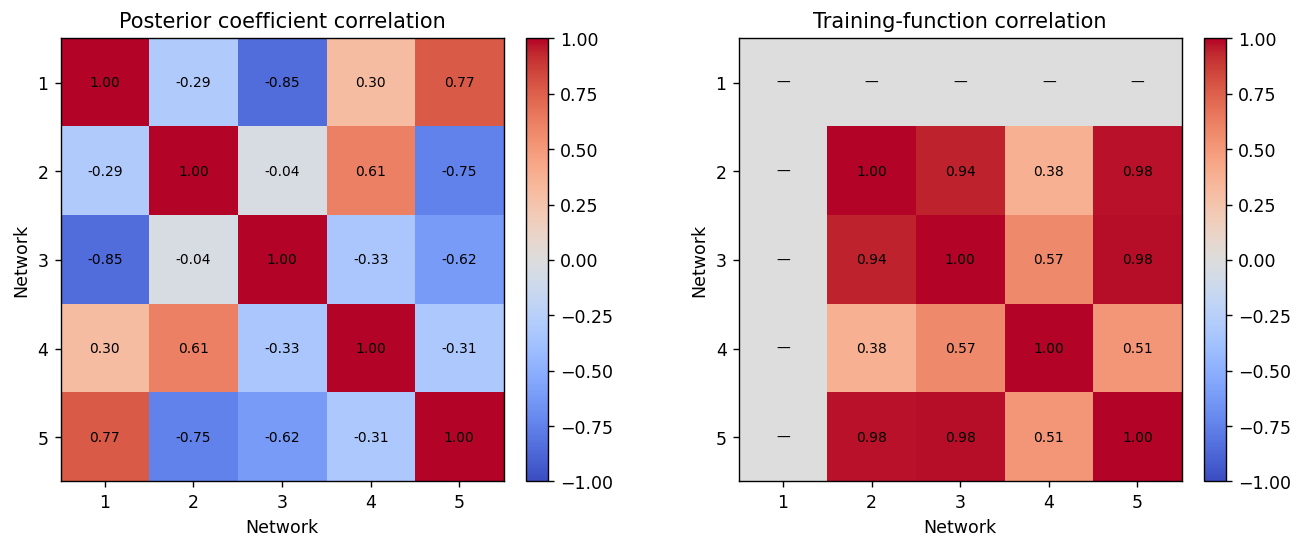 Posterior coefficient correlation
1 1.00 -0.29 -0.85 0.30 0.77
2 -0.29 1.00 -0.04 0.61 -0.75
3 -0.85 -0.04 1.00 -0.33 -0.62
4 0.30 0.61 -0.33 1.00 -0.31
5 0.77 -0.75 -0.62 -0.31 1.00
1 2 3 4 5
Network
Network
1.00
0.75
0.50
0.25
0.00
−0.25
−0.50
−0.75
−1.00
Training-function correlation
1 — — — — —
2 — 1.00 0.94 0.38 0.98
3 — 0.94 1.00 0.57 0.98
4 — 0.38 0.57 1.00 0.51
5 — 0.98 0.98 0.51 1.00
1 2 3 4 5
Network
Network
1.00
0.75
0.50
0.25
0.00
−0.25
−0.50
−0.75
−1.00